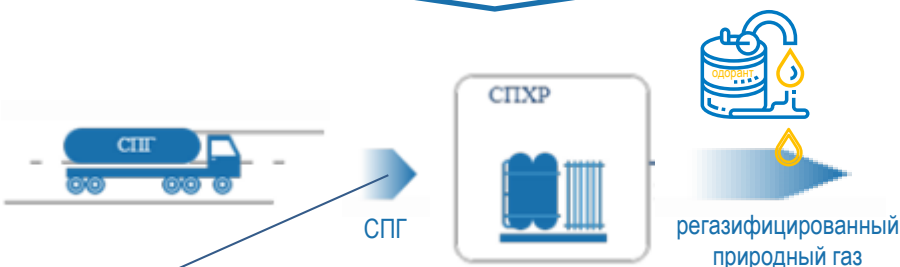 одорант
СПХР
СПГ
СПГ
регазифицированный
природный газ